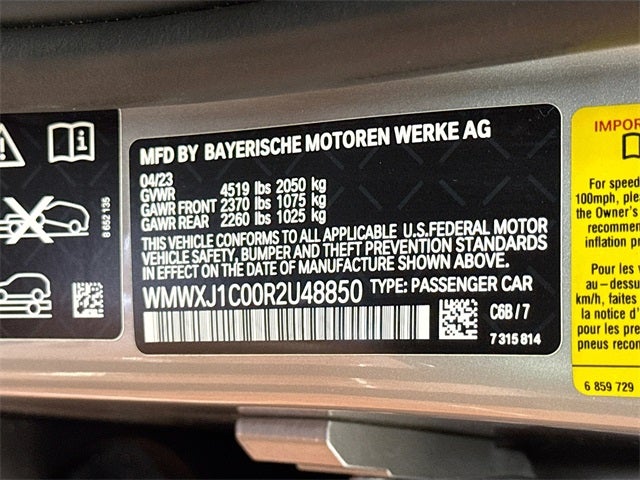 MFD BY BAYERISCHE MOTOREN WERKE AG
04/23
GVWR 4519 lbs 2050 kg
GAWR FRONT 2370 lbs 1075 kg
GAWR REAR 2260 lbs 1025 kg
THIS VEHICLE CONFORMS TO ALL APPLICABLE U.S.FEDERAL MOTOR
VEHICLE SAFETY, BUMPER AND THEFT PREVENTION STANDARDS
IN EFFECT ON THE DATE OF MANUFACTURE SHOWN ABOVE.
WMWXJ1C00R2U48850 TYPE: PASSENGER CAR
C6B / 7
7 315 814
8 652 135
IMPOR
For speed
100mph, plea
the Owner's
recommen
inflation p
Pour les v
au-dessu
km/h, faites
la notice d'
pour les pre
pneus recon
6 859 729